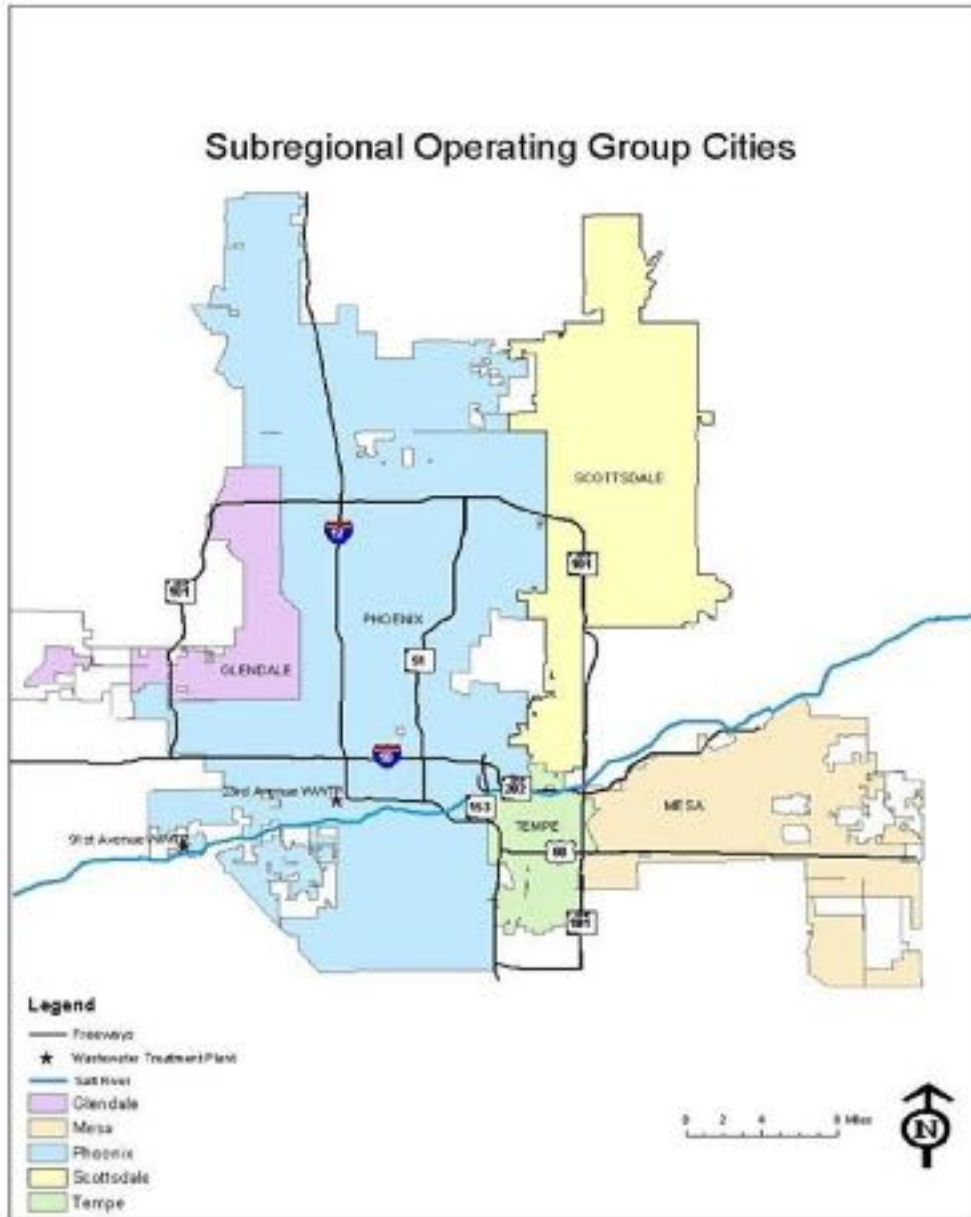 Subregional Operating Group Cities
SCOTTSDALE
17
101
101
PHOENIX
51
GLENDALE
10
23rd Avenue WWTP
202
153
MESA
TEMPE
91st Avenue WWTP
60
101
Legend
Freeways
Wastewater Treatment Plant
Salt River
Glendale
Mesa
Phoenix
Scottsdale
Tempe
0 2 4 8 Miles
N